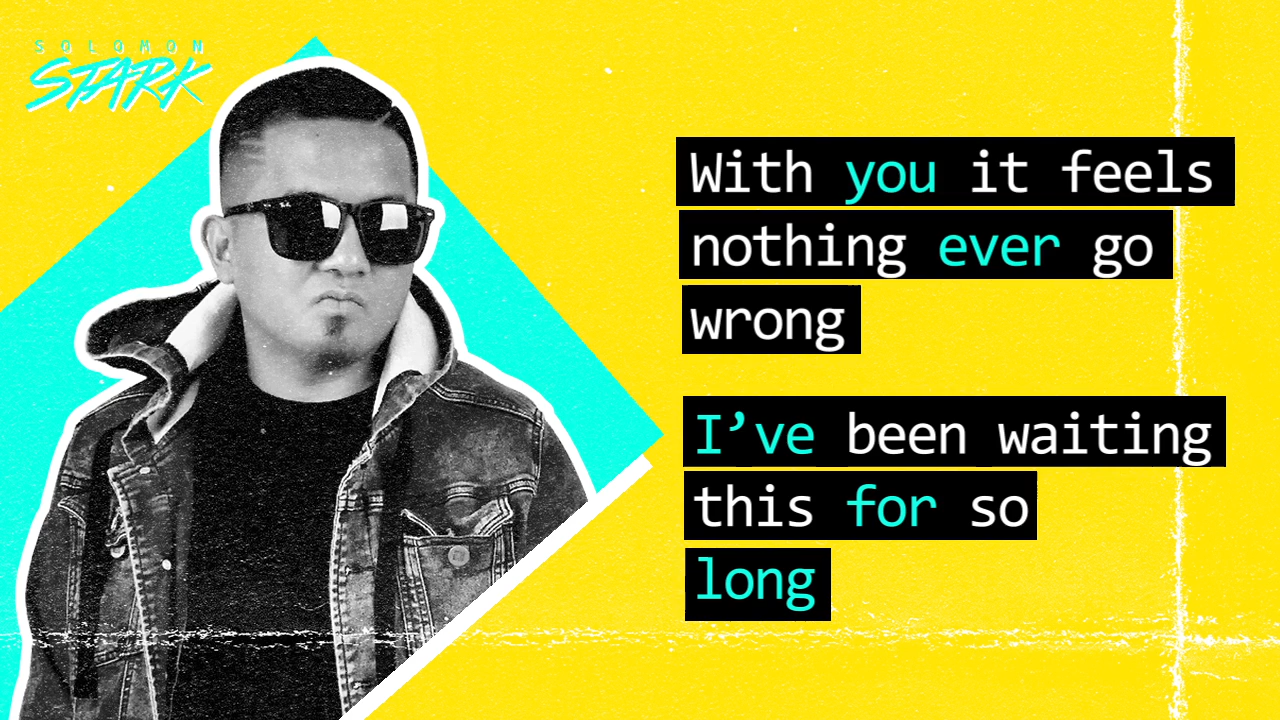 SOLOMON
STARK
With you it feels
nothing ever go
wrong
I’ve been waiting
this for so
long